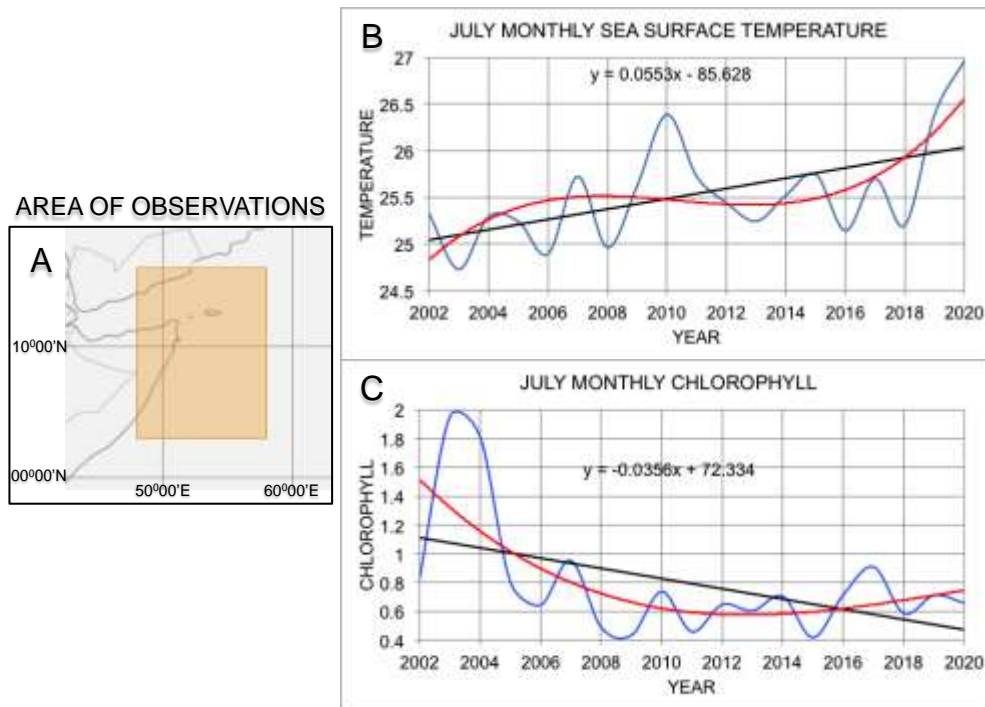 AREA OF OBSERVATIONS
A
10⁰00'N
00⁰00'N
50⁰00'E
60⁰00'E
B
JULY MONTHLY SEA SURFACE TEMPERATURE
y = 0.0553x - 85.628
27
26.5
26
25.5
25
24.5
TEMPERATURE
2002 2004 2006 2008 2010 2012 2014 2016 2018 2020
YEAR
C
JULY MONTHLY CHLOROPHYLL
y = -0.0356x + 72.334
2
1.8
1.6
1.4
1.2
1
0.8
0.6
0.4
CHLOROPHYLL
2002 2004 2006 2008 2010 2012 2014 2016 2018 2020
YEAR